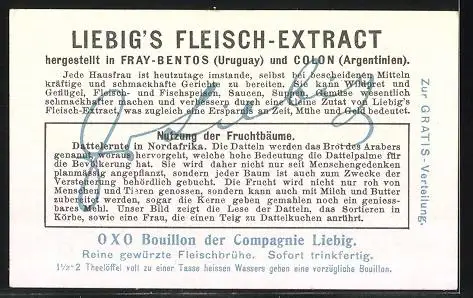 LIEBIG'S FLEISCH-EXTRACT
hergestellt in FRAY-BENTOS (Uruguay) und COLON (Argentinien).
Jede Hausfrau ist heutzutage imstande, selbst bei bescheidenen Mitteln
kräftige und schmackhafte Gerichte zu bereiten. Sie kann Wildpret und
Geflügel, Fleisch- und Fischspeisen, Saucen, Suppen und Gemüse wesentlich
schmackhafter machen und verbessern durch eine kleine Zutat von Liebig's
Fleisch-Extract, was zugleich eine Ersparnis an Zeit, Mühe und Geld bedeutet.
J v Liebig
Nutzung der Fruchtbäume.
Dattelernte in Nordafrika. Die Datteln werden das Brot des Arabers
genannt, woraus hervorgeht, welche hohe Bedeutung die Dattelpalme für
die Bevölkerung hat. Sie wird daher nicht nur seit Menschengedenken
planmäßig angepflanzt, sondern jeder Baum ist auch zum Zwecke der
Versteuerung behördlich gebucht. Die Frucht wird nicht nur roh von
Menschen und Tieren genossen, sondern kann auch mit Milch und Butter
zubereitet werden, sogar die Kerne geben gemahlen noch ein geniess-
bares Mehl. Unser Bild zeigt die Lese der Datteln, das Sortieren in
Körbe, sowie eine Frau, die einen Teig zu Dattelkuchen anrührt.
OXO Bouillon der Compagnie Liebig.
Reine gewürzte Fleischbrühe. Sofort trinkfertig.
1½-2 Theelöffel voll zu einer Tasse heissen Wassers geben eine vorzügliche Bouillon.
Zur GRATIS-Verteilung.